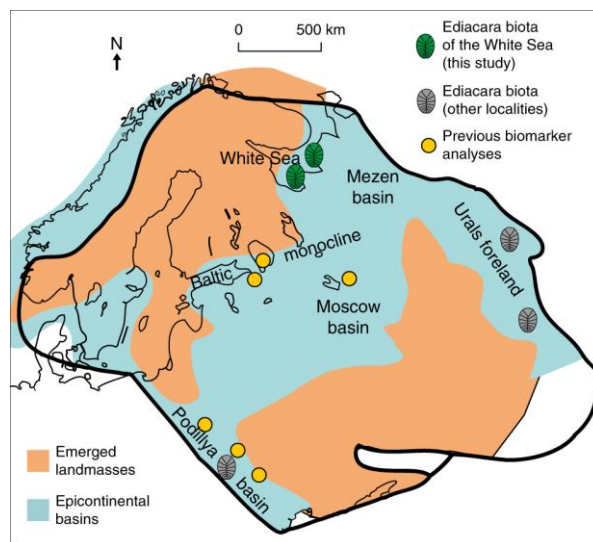 N
0 500 km
Ediacara biota
of the White Sea
(this study)
Ediacara biota
(other localities)
Previous biomarker
analyses
White Sea
Mezen
basin
Urals foreland
monocline
Baltic
Moscow
basin
Podillya
basin
Emerged
landmasses
Epicontinental
basins